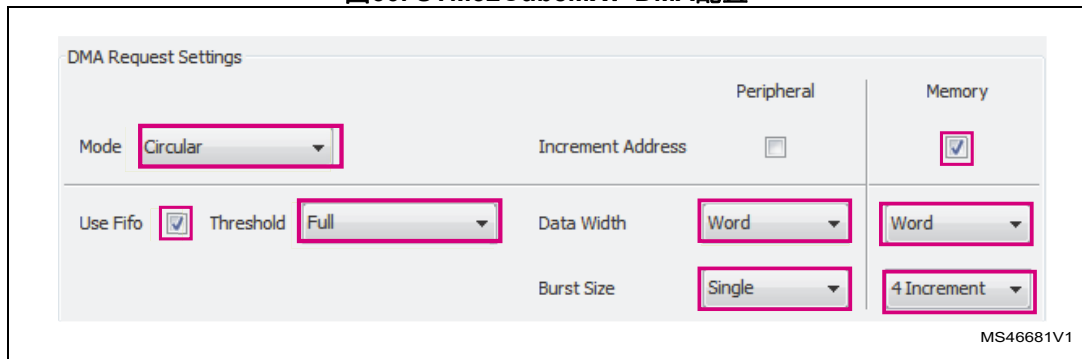 DMA Request Settings
Peripheral Memory
Mode Circular Increment Address
Use Fifo Threshold Full Data Width Word Word
Burst Size Single 4 Increment
MS46681V1